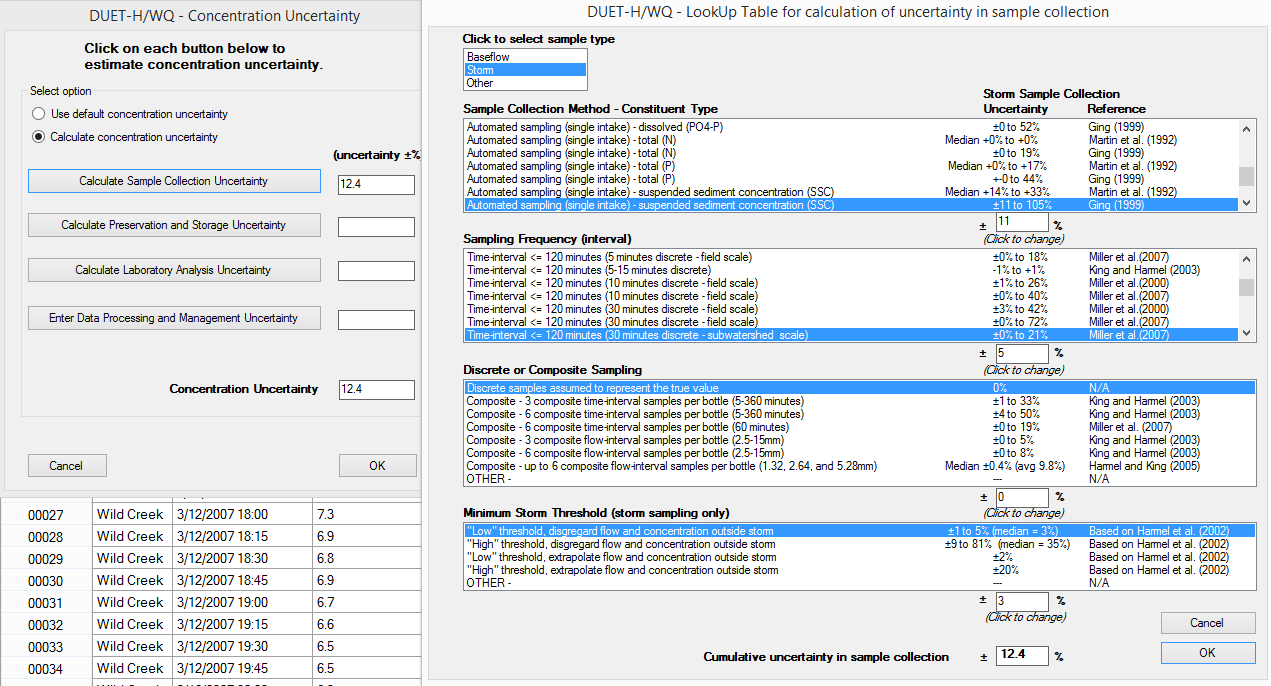 DUET-H/WQ - Concentration Uncertainty
Click on each button below to
estimate concentration uncertainty.
Select option
Use default concentration uncertainty
Calculate concentration uncertainty
(uncertainty ±%
Calculate Sample Collection Uncertainty 12.4
Calculate Preservation and Storage Uncertainty
Calculate Laboratory Analysis Uncertainty
Enter Data Processing and Management Uncertainty
Concentration Uncertainty 12.4
Cancel OK
00027 Wild Creek 3/12/2007 18:00 7.3
00028 Wild Creek 3/12/2007 18:15 6.9
00029 Wild Creek 3/12/2007 18:30 6.8
00030 Wild Creek 3/12/2007 18:45 6.9
00031 Wild Creek 3/12/2007 19:00 6.7
00032 Wild Creek 3/12/2007 19:15 6.6
00033 Wild Creek 3/12/2007 19:30 6.5
00034 Wild Creek 3/12/2007 19:45 6.5
DUET-H/WQ - LookUp Table for calculation of uncertainty in sample collection
Click to select sample type
Baseflow
Storm
Other
Storm Sample Collection
Sample Collection Method - Constituent Type Uncertainty Reference
Automated sampling (single intake) - dissolved (PO4-P) ±0 to 52% Ging (1999)
Automated sampling (single intake) - total (N) Median +0% to +0% Martin et al. (1992)
Automated sampling (single intake) - total (N) ±0 to 19% Ging (1999)
Automated sampling (single intake) - total (P) Median +0% to +17% Martin et al. (1992)
Automated sampling (single intake) - total (P) +-0 to 44% Ging (1999)
Automated sampling (single intake) - suspended sediment concentration (SSC) Median +14% to +33% Martin et al. (1992)
Automated sampling (single intake) - suspended sediment concentration (SSC) ±11 to 105% Ging (1999)
± 11 %
(Click to change)
Sampling Frequency (interval)
Time-interval <= 120 minutes (5 minutes discrete - field scale) ±0% to 18% Miller et al.(2007)
Time-interval <= 120 minutes (5-15 minutes discrete) -1% to +1% King and Harmel (2003)
Time-interval <= 120 minutes (10 minutes discrete - field scale) ±1% to 26% Miller et al.(2000)
Time-interval <= 120 minutes (10 minutes discrete - field scale) ±0% to 40% Miller et al.(2007)
Time-interval <= 120 minutes (30 minutes discrete - field scale) ±3% to 42% Miller et al.(2000)
Time-interval <= 120 minutes (30 minutes discrete - field scale) ±0% to 72% Miller et al.(2007)
Time-interval <= 120 minutes (30 minutes discrete - subwatershed scale) ±0% to 21% Miller et al.(2007)
± 5 %
(Click to change)
Discrete or Composite Sampling
Discrete samples assumed to represent the true value 0% N/A
Composite - 3 composite time-interval samples per bottle (5-360 minutes) ±1 to 33% King and Harmel (2003)
Composite - 6 composite time-interval samples per bottle (5-360 minutes) ±4 to 50% King and Harmel (2003)
Composite - 6 composite time-interval samples per bottle (60 minutes) ±0 to 19% Miller et al. (2007)
Composite - 3 composite flow-interval samples per bottle (2.5-15mm) ±0 to 5% King and Harmel (2003)
Composite - 6 composite flow-interval samples per bottle (2.5-15mm) ±0 to 8% King and Harmel (2003)
Composite - up to 6 composite flow-interval samples per bottle (1.32, 2.64, and 5.28mm) Median ±0.4% (avg 9.8%) Harmel and King (2005)
OTHER - --- N/A
± 0 %
(Click to change)
Minimum Storm Threshold (storm sampling only)
"Low" threshold, disgregard flow and concentration outside storm ±1 to 5% (median = 3%) Based on Harmel et al. (2002)
"High" threshold, disgregard flow and concentration outside storm ±9 to 81% (median = 35%) Based on Harmel et al. (2002)
"Low" threshold, extrapolate flow and concentration outside storm ±2% Based on Harmel et al. (2002)
"High" threshold, extrapolate flow and concentration outside storm ±20% Based on Harmel et al. (2002)
OTHER - --- N/A
± 3 %
(Click to change)
Cancel
OK
Cumulative uncertainty in sample collection ± 12.4 %